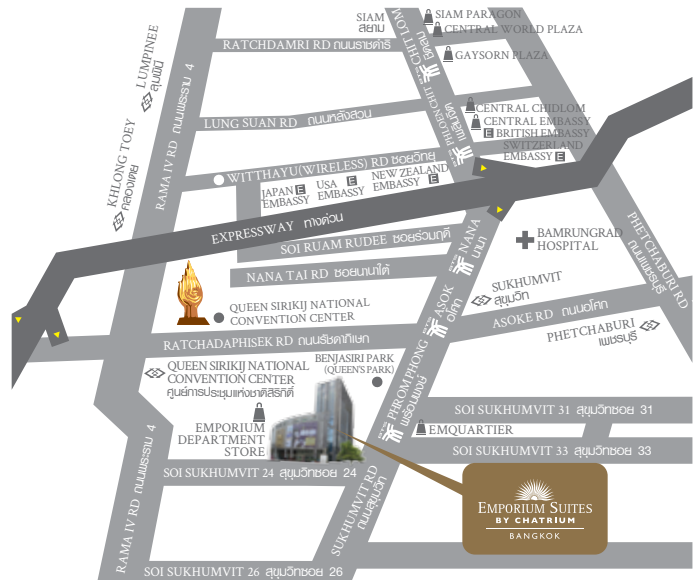 SIAM
สยาม
SIAM PARAGON
CENTRAL WORLD PLAZA
GAYSORN PLAZA
RATCHDAMRI RD ถนนราชดำริ
CHIT LOM
ชิดลม
LUMPINEE
ลุมพินี
RAMA IV RD ถนนพระราม 4
LUNG SUAN RD ถนนหลังสวน
PHLOEN CHIT
เพลินจิต
CENTRAL CHIDLOM
CENTRAL EMBASSY
E BRITISH EMBASSY
SWITZERLAND
EMBASSY E
KHLONG TOEY
คลองเตย
WITTHAYU(WIRELESS) RD ซอยวิทยุ
JAPAN E
EMBASSY
USA E
EMBASSY
NEW ZEALAND
EMBASSY E
EXPRESSWAY ทางด่วน
SOI RUAM RUDEE ซอยร่วมฤดี
NANA
นานา
BAMRUNGRAD
HOSPITAL
PHETCHABURI RD
ถนนเพชรบุรี
NANA TAI RD ซอยนานาใต้
SUKHUMVIT
สุขุมวิท
ASOK
อโศก
QUEEN SIRIKIJ NATIONAL
CONVENTION CENTER
ASOKE RD ถนนอโศก
PHETCHABURI
เพชรบุรี
RATCHADAPHISEK RD ถนนรัชดาภิเษก
QUEEN SIRIKIJ NATIONAL
CONVENTION CENTER
ศูนย์การประชุมแห่งชาติสิริกิติ์
BENJASIRI PARK
(QUEEN'S PARK)
PHROM PHONG
พร้อมพงษ์
SOI SUKHUMVIT 31 สุขุมวิทซอย 31
EMPORIUM
DEPARTMENT
STORE
EMQUARTIER
SOI SUKHUMVIT 33 สุขุมวิทซอย 33
RAMA IV RD ถนนพระราม 4
SOI SUKHUMVIT 24 สุขุมวิทซอย 24
SUKHUMVIT RD
ถนนสุขุมวิท
EMPORIUM SUITES
BY CHATRIUM
BANGKOK
SOI SUKHUMVIT 26 สุขุมวิทซอย 26